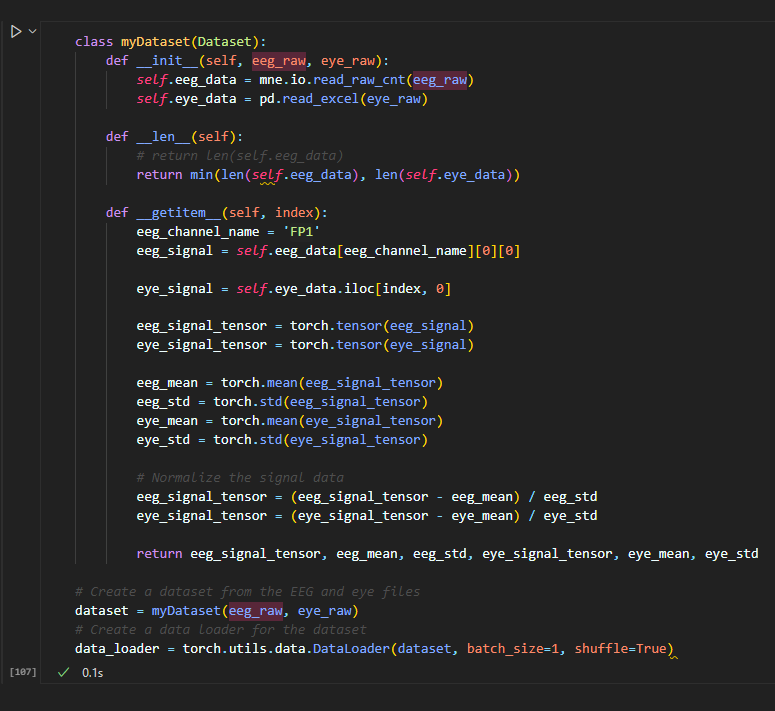 class myDataset(Dataset):
    def __init__(self, eeg_raw, eye_raw):
        self.eeg_data = mne.io.read_raw_cnt(eeg_raw)
        self.eye_data = pd.read_excel(eye_raw)

    def __len__(self):
        # return len(self.eeg_data)
        return min(len(self.eeg_data), len(self.eye_data))

    def __getitem__(self, index):
        eeg_channel_name = 'FP1'
        eeg_signal = self.eeg_data[eeg_channel_name][0][0]

        eye_signal = self.eye_data.iloc[index, 0]

        eeg_signal_tensor = torch.tensor(eeg_signal)
        eye_signal_tensor = torch.tensor(eye_signal)

        eeg_mean = torch.mean(eeg_signal_tensor)
        eeg_std = torch.std(eeg_signal_tensor)
        eye_mean = torch.mean(eye_signal_tensor)
        eye_std = torch.std(eye_signal_tensor)

        # Normalize the signal data
        eeg_signal_tensor = (eeg_signal_tensor - eeg_mean) / eeg_std
        eye_signal_tensor = (eye_signal_tensor - eye_mean) / eye_std

        return eeg_signal_tensor, eeg_mean, eeg_std, eye_signal_tensor, eye_mean, eye_std

# Create a dataset from the EEG and eye files
dataset = myDataset(eeg_raw, eye_raw)
# Create a data loader for the dataset
data_loader = torch.utils.data.DataLoader(dataset, batch_size=1, shuffle=True)
[107] ✓ 0.1s